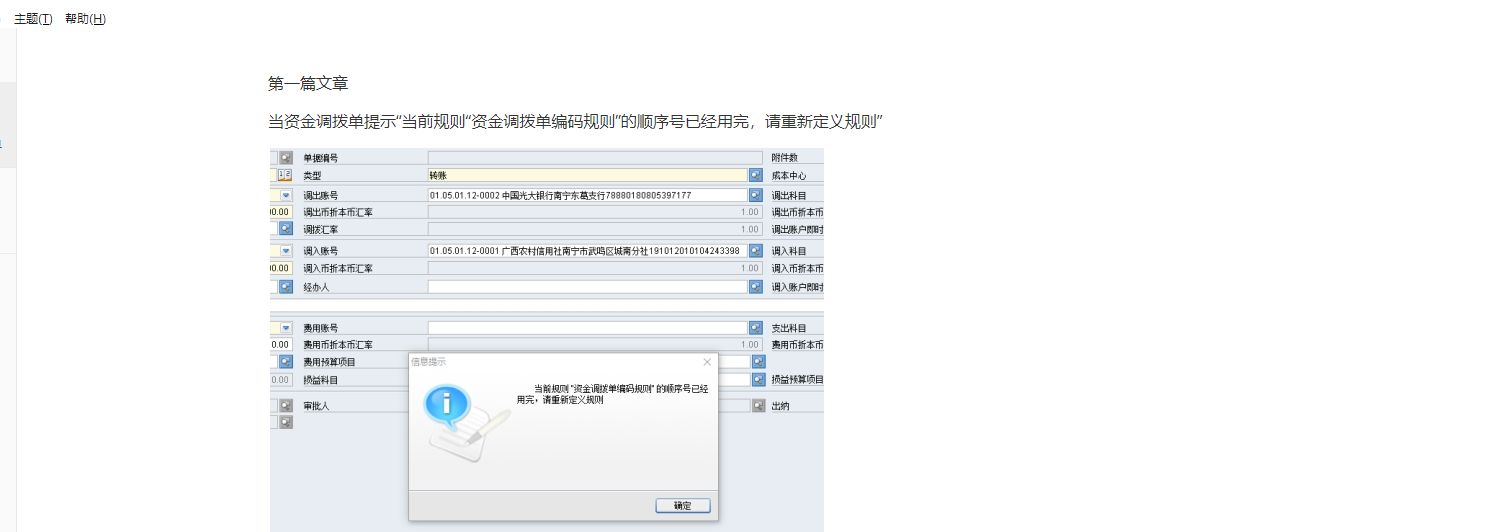 主题(T) 帮助(H)
第一篇文章
当资金调拨单提示“当前规则“资金调拨单编码规则”的顺序号已经用完，请重新定义规则”
单据编号 附件数
类型 转账 成本中心
调出账号 01.05.01.12-0002 中国光大银行南宁东葛支行78880180805397177 调出科目
00.00 调出币折本币汇率 1.00 调出币折本币
调拨汇率 1.00 调出账户即时
调入账号 01.05.01.12-0001 广西农村信用社南宁市武鸣区城南分社191012010104243398 调入科目
00.00 调入币折本币汇率 1.00 调入币折本币
经办人 调入账户即时
费用账号 支出科目
0.00 费用币折本币汇率 1.00 费用币折本币
费用预算项目
0.00 损益科目 损益预算项目
审批人 出纳
信息提示
当前规则 "资金调拨单编码规则" 的顺序号已经
用完，请重新定义规则
确定